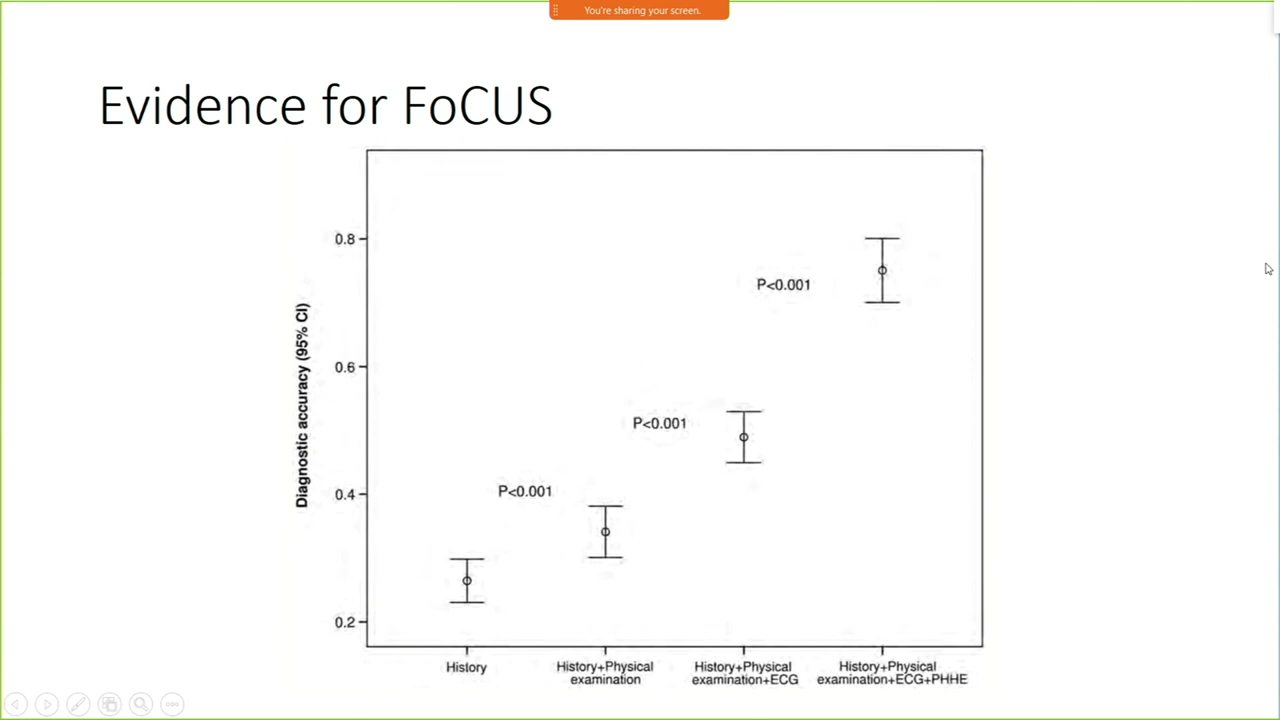 You're sharing your screen.
Evidence for FoCUS
Diagnostic accuracy (95% CI)
0.8
0.6
0.4
0.2
P<0.001
P<0.001
P<0.001
History
History+Physical
examination
History+Physical
examination+ECG
History+Physical
examination+ECG+PHHE